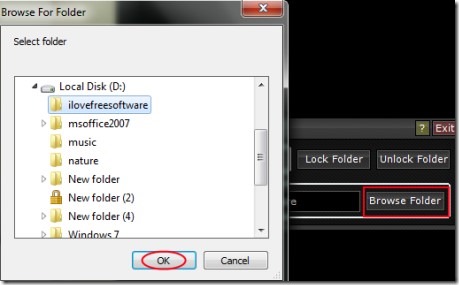 Browse For Folder
Select folder
Local Disk (D:)
ilovefreesoftware
msoffice2007
music
nature
New folder
New folder (2)
New folder (4)
Windows 7
OK
Cancel
? Exit
Lock Folder Unlock Folder
Browse Folder